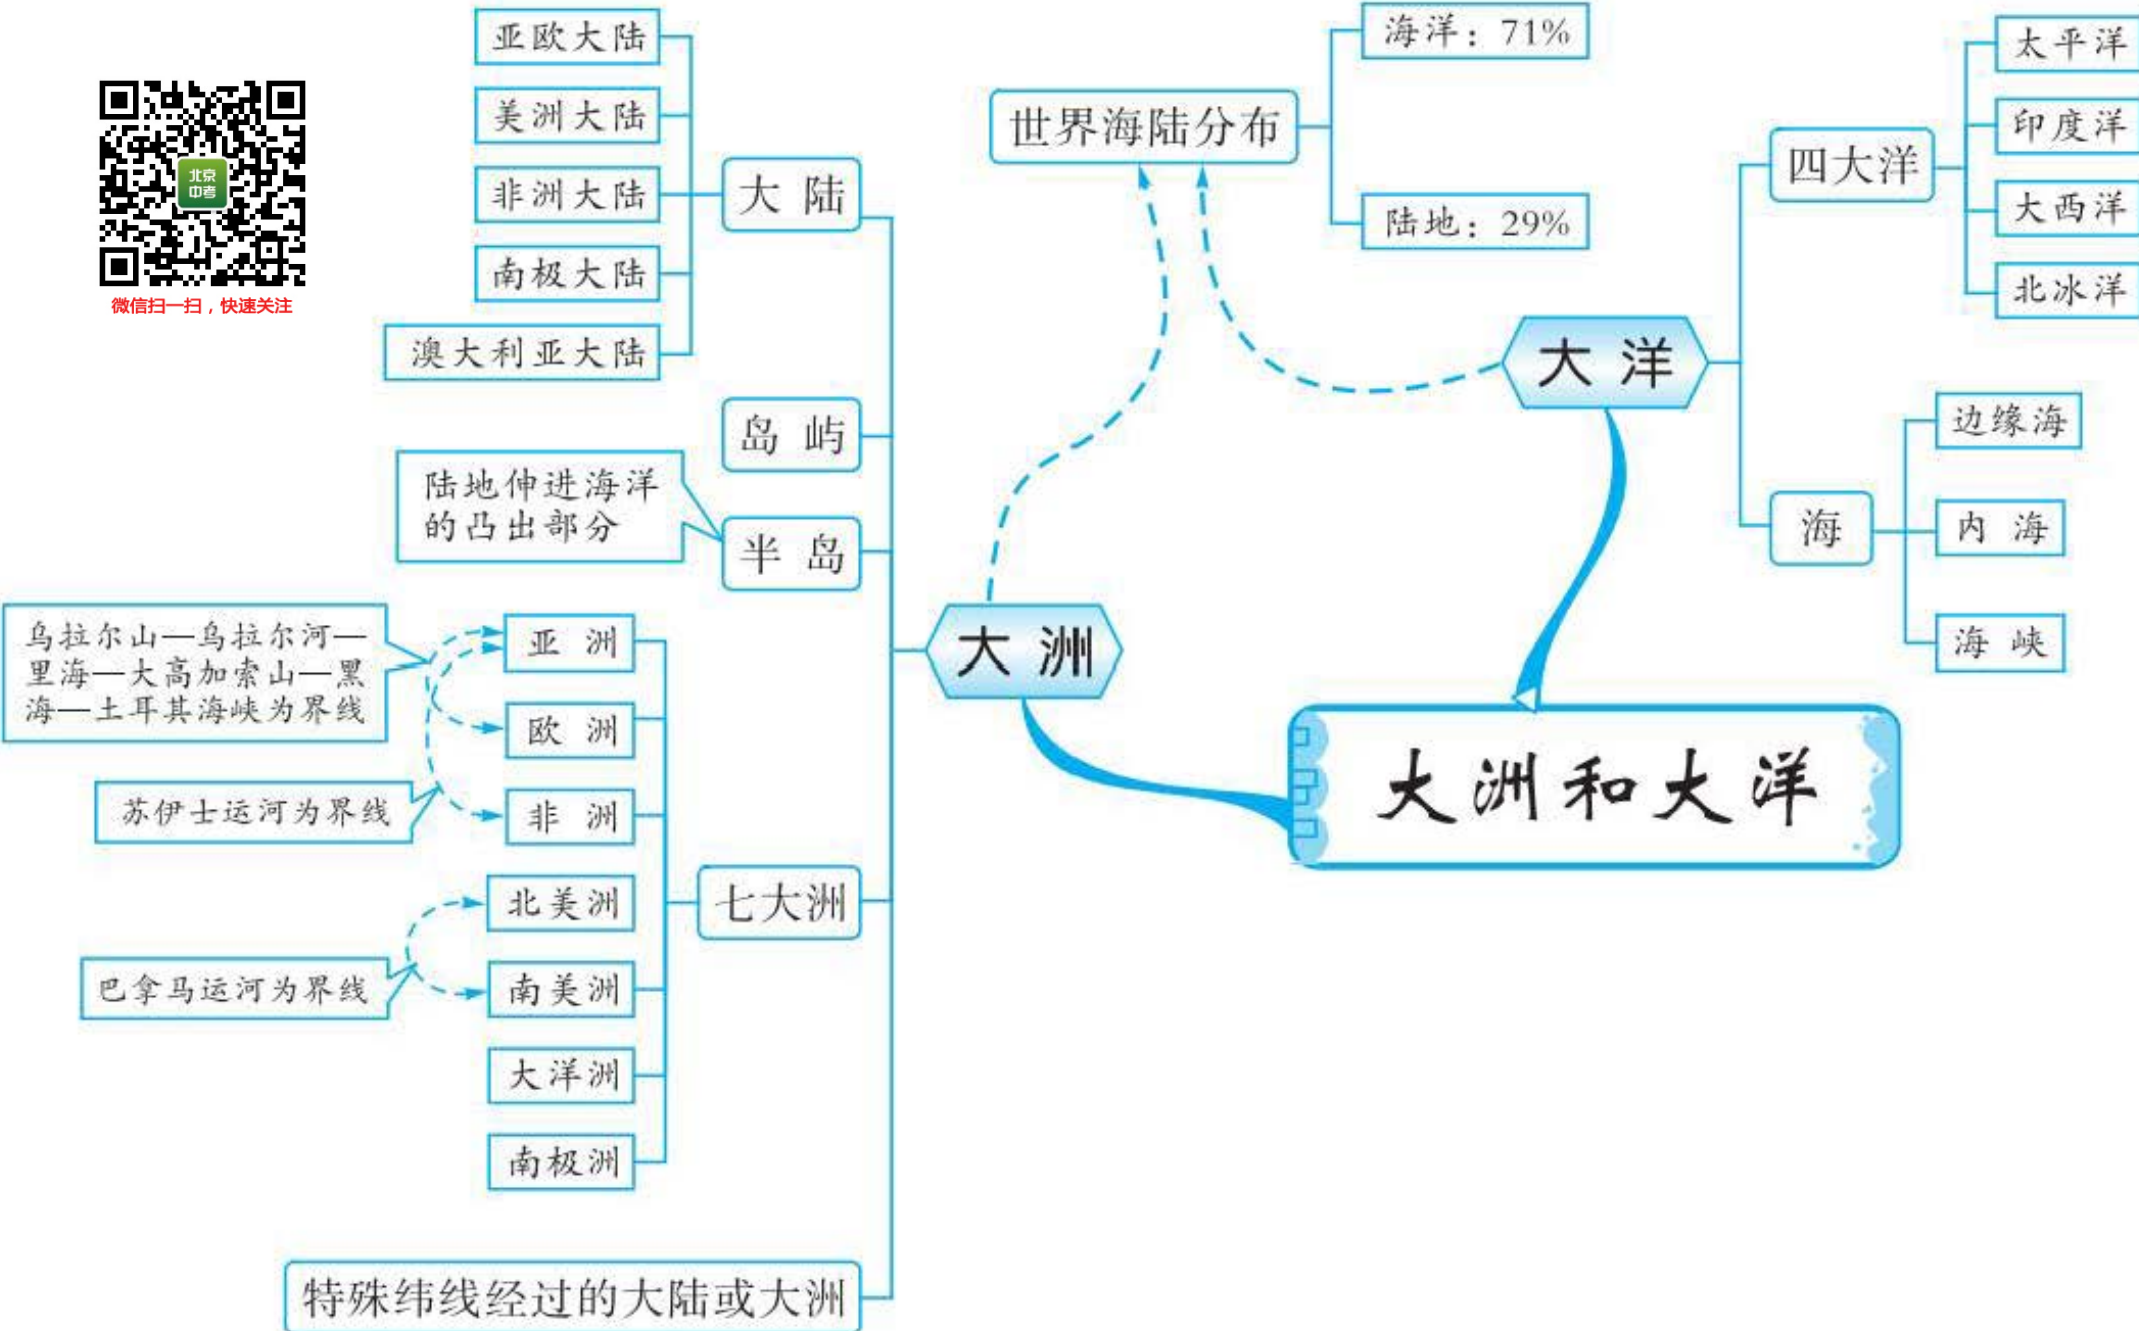 亚欧大陆
美洲大陆
非洲大陆
南极大陆
澳大利亚大陆
大陆
北京
中考
微信扫一扫，快速关注
岛屿
陆地伸进海洋
的凸出部分
半岛
乌拉尔山—乌拉尔河—
里海—大高加索山—黑
海—土耳其海峡为界线
苏伊士运河为界线
巴拿马运河为界线
亚洲
欧洲
非洲
北美洲
南美洲
大洋洲
南极洲
七大洲
特殊纬线经过的大陆或大洲
大洲
世界海陆分布
海洋：71%
陆地：29%
大洋
四大洋
太平洋
印度洋
大西洋
北冰洋
海
边缘海
内海
海峡
大洲和大洋